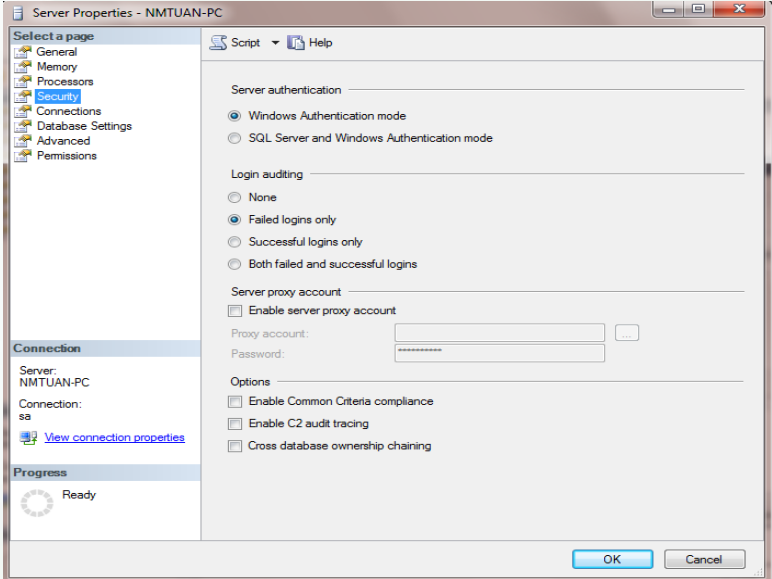 Server Properties - NMTUAN-PC
Select a page
General
Memory
Processors
Security
Connections
Database Settings
Advanced
Permissions
Connection
Server:
NMTUAN-PC
Connection:
sa
View connection properties
Progress
Ready
Script Help
Server authentication
Windows Authentication mode
SQL Server and Windows Authentication mode
Login auditing
None
Failed logins only
Successful logins only
Both failed and successful logins
Server proxy account
Enable server proxy account
Proxy account:
...
Password: **********
Options
Enable Common Criteria compliance
Enable C2 audit tracing
Cross database ownership chaining
OK Cancel